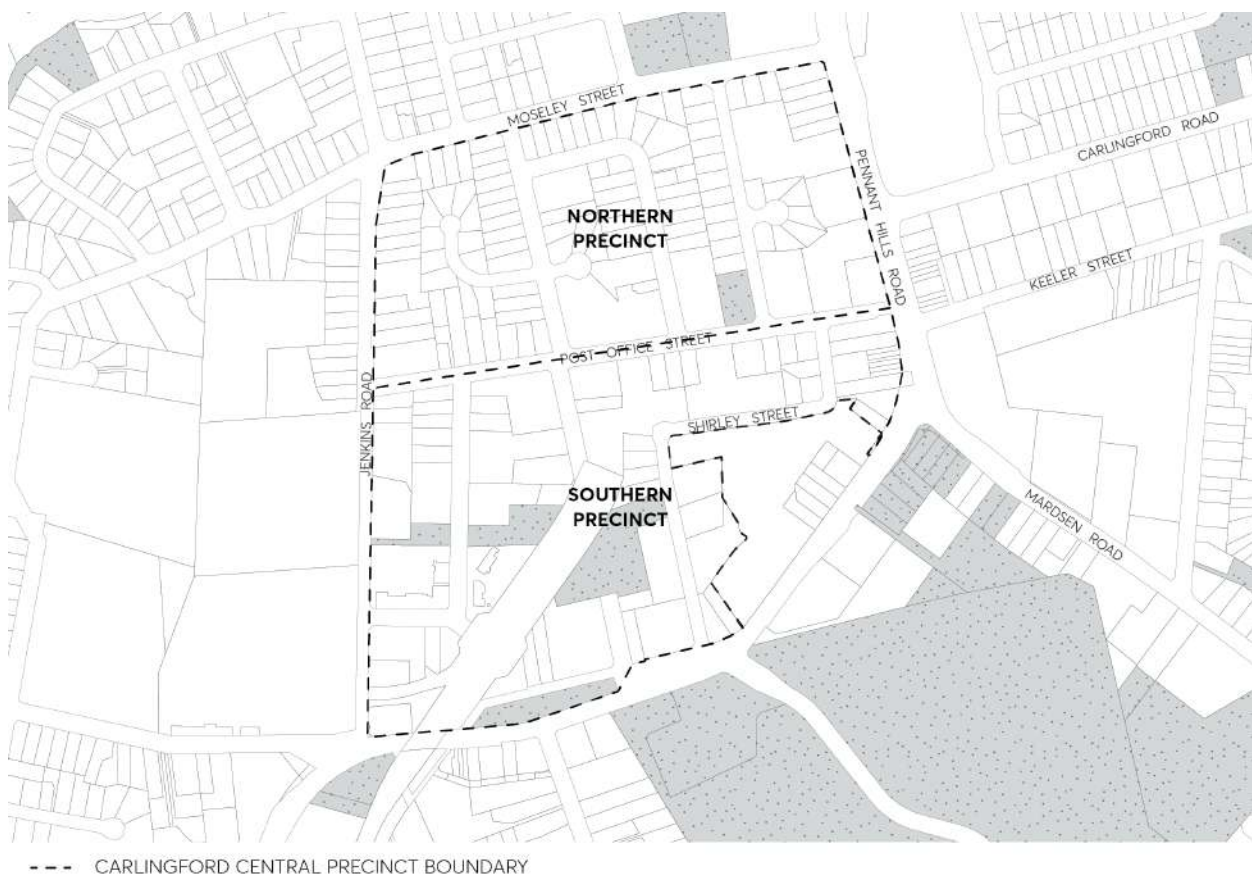 MOSELEY STREET
CARLINGFORD ROAD
PENNANT HILLS ROAD
NORTHERN
PRECINCT
KEELER STREET
POST OFFICE STREET
JENKINS ROAD
SHIRLEY STREET
SOUTHERN
PRECINCT
MARDSEN ROAD
CARLINGFORD CENTRAL PRECINCT BOUNDARY